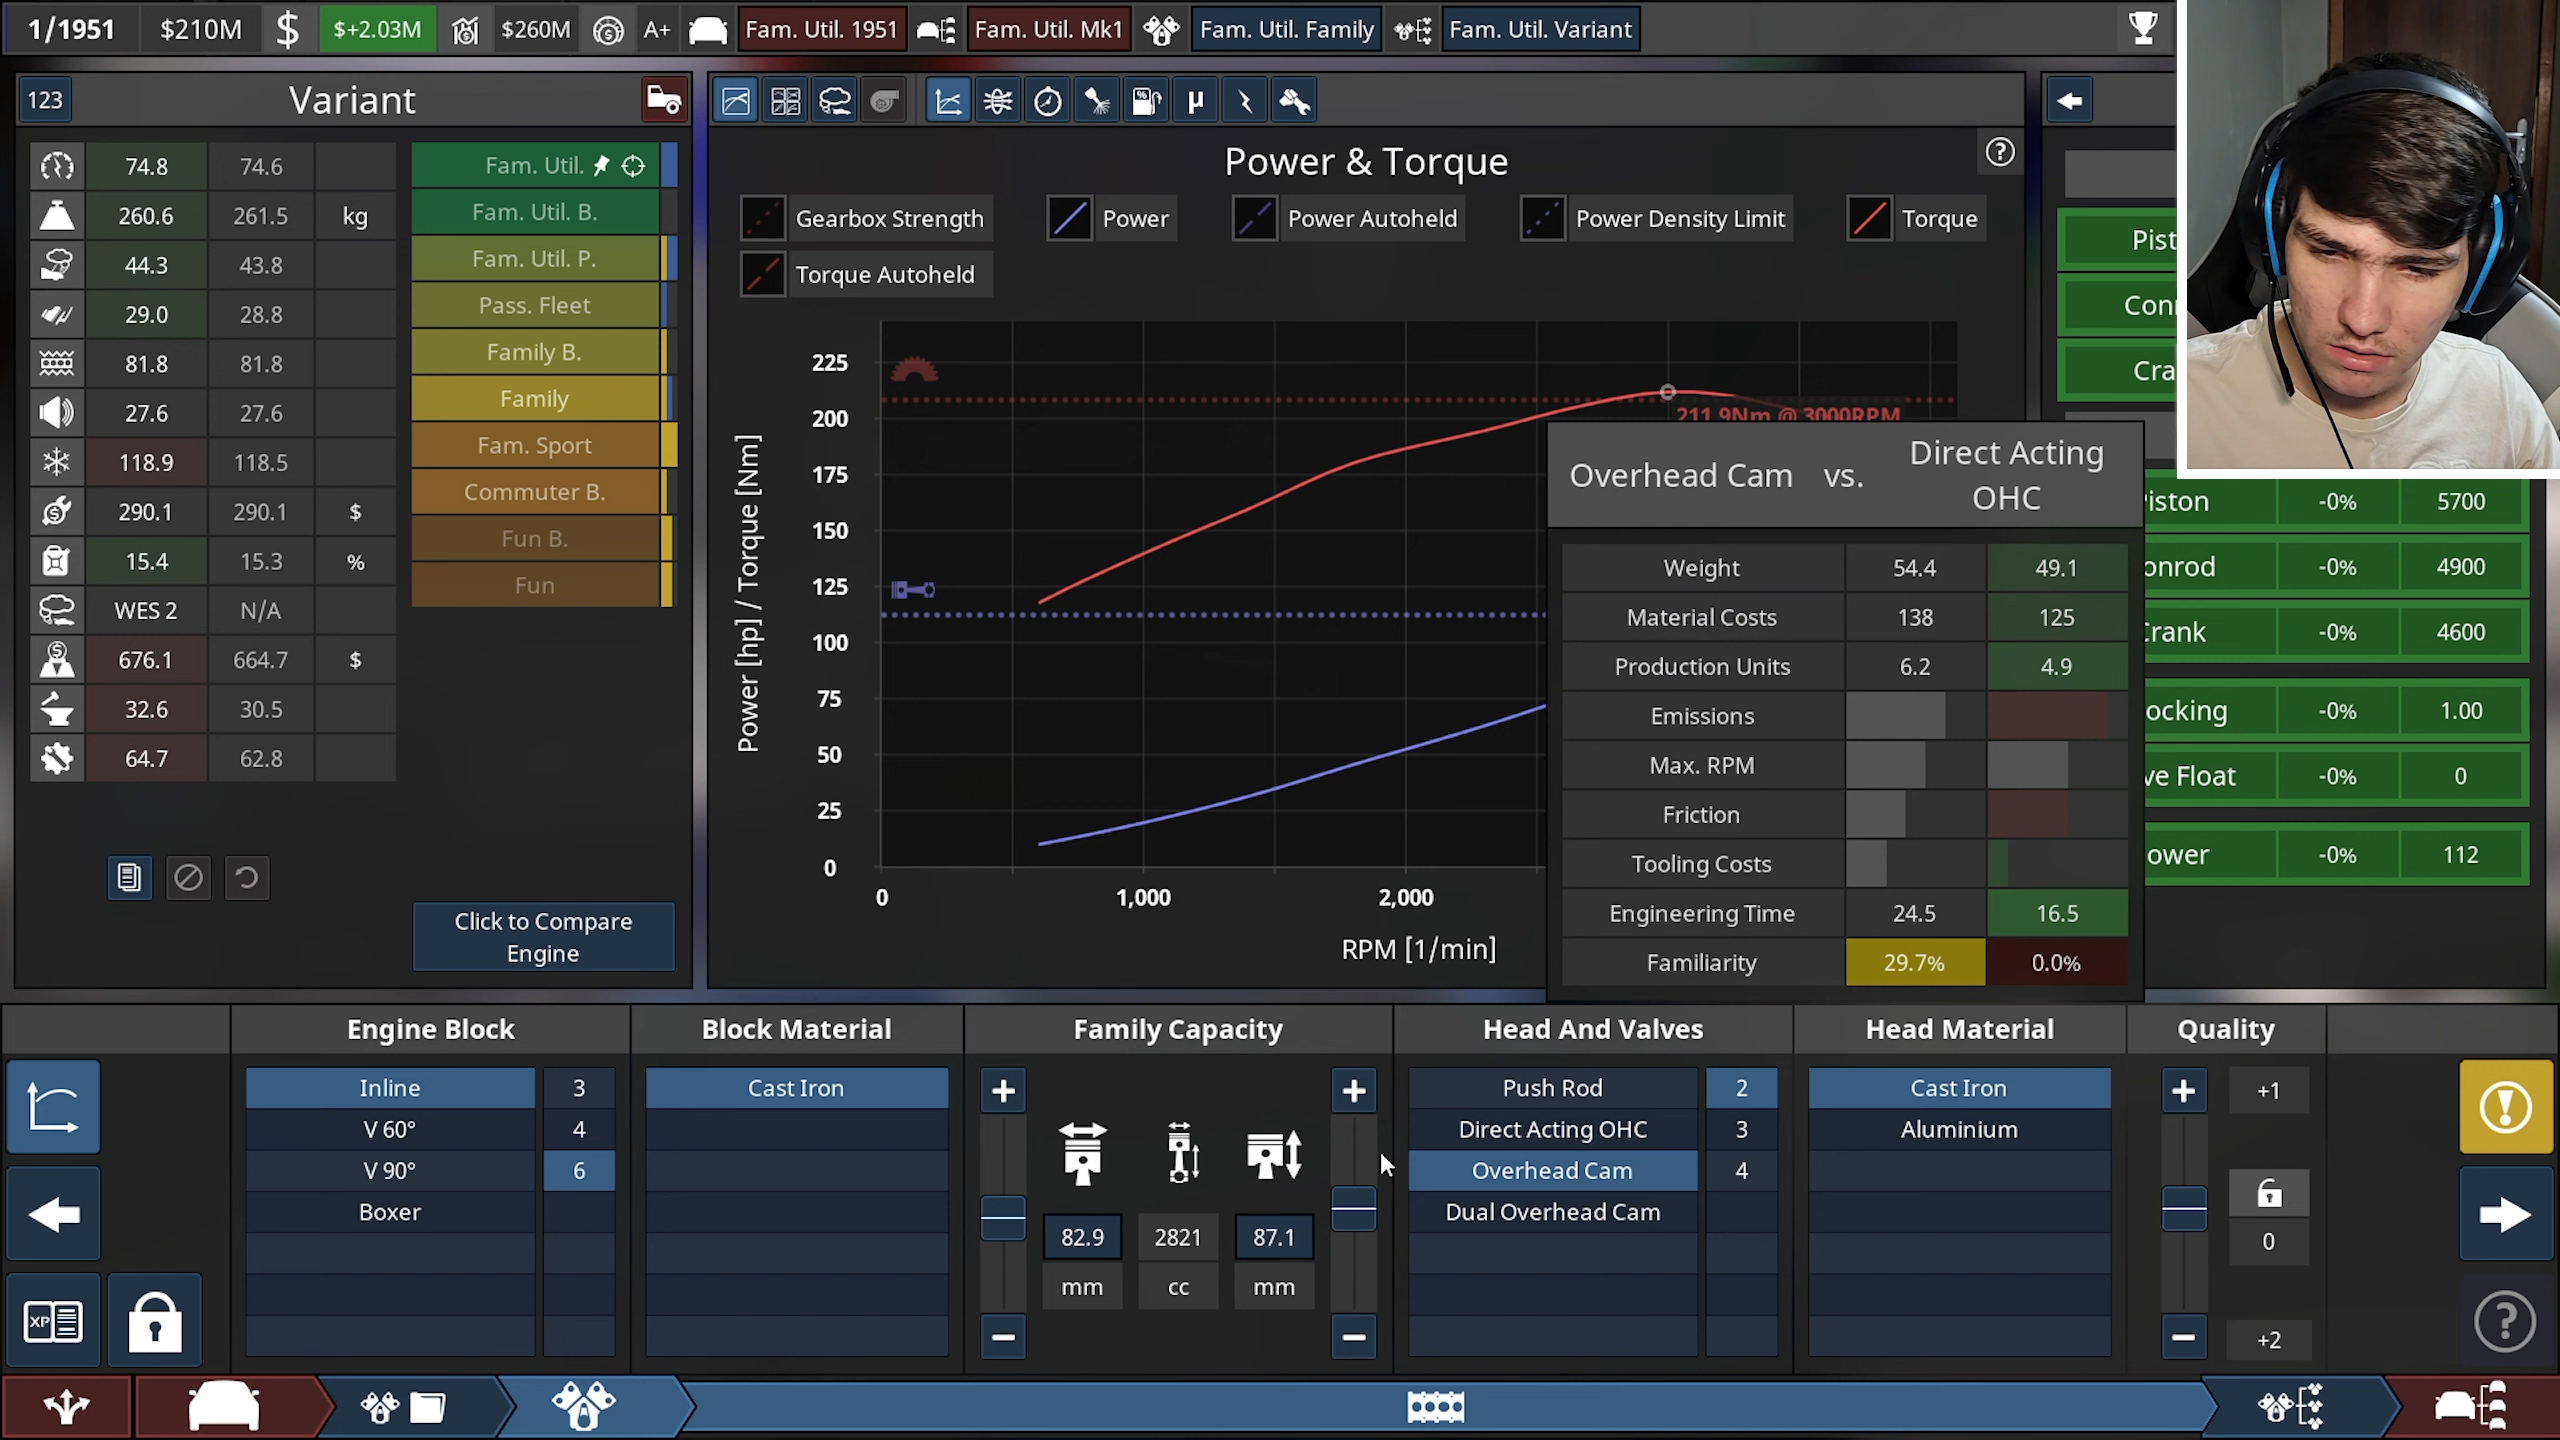 1/1951 $210M $ $+2.03M $260M A+ Fam. Util. 1951 Fam. Util. Mk1 Fam. Util. Family Fam. Util. Variant
123 Variant
74.8 74.6
260.6 261.5 kg
44.3 43.8
29.0 28.8
81.8 81.8
27.6 27.6
118.9 118.5
290.1 290.1 $
15.4 15.3 %
WES 2 N/A
676.1 664.7 $
32.6 30.5
64.7 62.8
Fam. Util.
Fam. Util. B.
Fam. Util. P.
Pass. Fleet
Family B.
Family
Fam. Sport
Commuter B.
Fun B.
Fun
Click to Compare
Engine
Power & Torque
?
Gearbox Strength Power Power Autoheld Power Density Limit Torque
Torque Autoheld
Power [hp] / Torque [Nm]
225
200
175
150
125
100
75
50
25
0
0 1,000 2,000
RPM [1/min]
211.9Nm @ 3000RPM
Overhead Cam vs. Direct Acting
OHC
Weight 54.4 49.1
Material Costs 138 125
Production Units 6.2 4.9
Emissions
Max. RPM
Friction
Tooling Costs
Engineering Time 24.5 16.5
Familiarity 29.7% 0.0%
Pist
Con
Cra
iston -0% 5700
onrod -0% 4900
Crank -0% 4600
ocking -0% 1.00
ve Float -0% 0
ower -0% 112
Engine Block Block Material Family Capacity Head And Valves Head Material Quality
Inline 3
V 60° 4
V 90° 6
Boxer
Cast Iron
+ +
82.9 2821 87.1
mm cc mm
− −
Push Rod 2
Direct Acting OHC 3
Overhead Cam 4
Dual Overhead Cam
Cast Iron
Aluminium
+ +1
0
− +2
XP
?